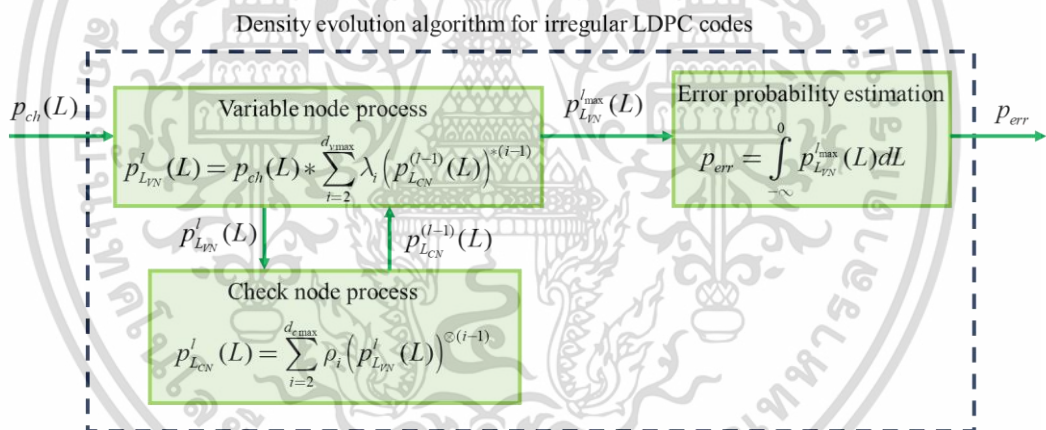 Density evolution algorithm for irregular LDPC codes
p_{ch}(L)
Variable node process
p^{l}_{L_{VN}}(L) = p_{ch}(L) * \sum_{i=2}^{d_{v\max}} \lambda_i \left( p^{(l-1)}_{L_{CN}}(L) \right)^{*(i-1)}
p^{l_{\max}}_{L_{VN}}(L)
Error probability estimation
p_{err} = \int_{-\infty}^{0} p^{l_{\max}}_{L_{VN}}(L) dL
p_{err}
p^{l}_{L_{VN}}(L)
p^{(l-1)}_{L_{CN}}(L)
Check node process
p^{l}_{L_{CN}}(L) = \sum_{i=2}^{d_{c\max}} \rho_i \left( p^{l}_{L_{VN}}(L) \right)^{\otimes(i-1)}